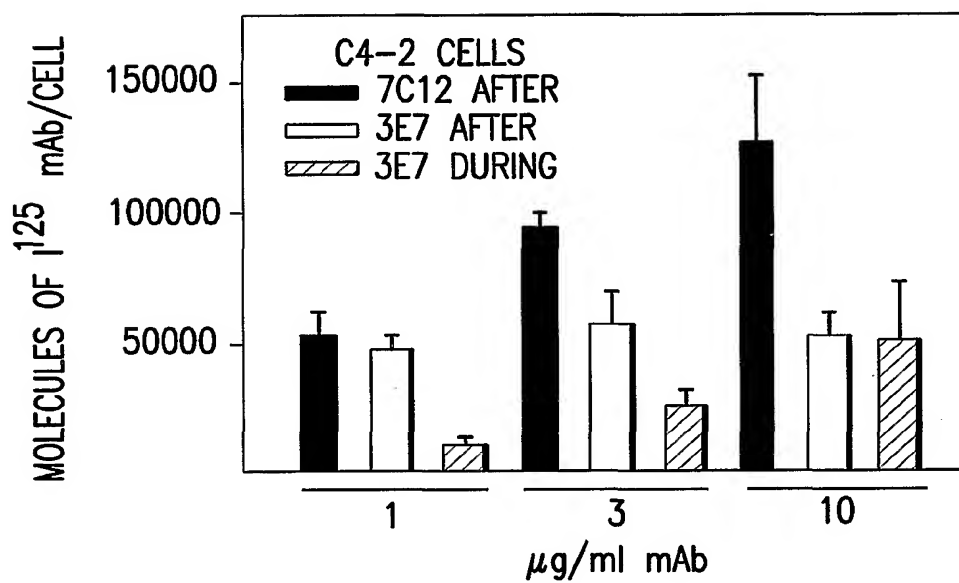 C4-2 CELLS
7C12 AFTER
3E7 AFTER
3E7 DURING
MOLECULES OF I125 mAb/CELL
150000
100000
50000
1 3 10
µg/ml mAb